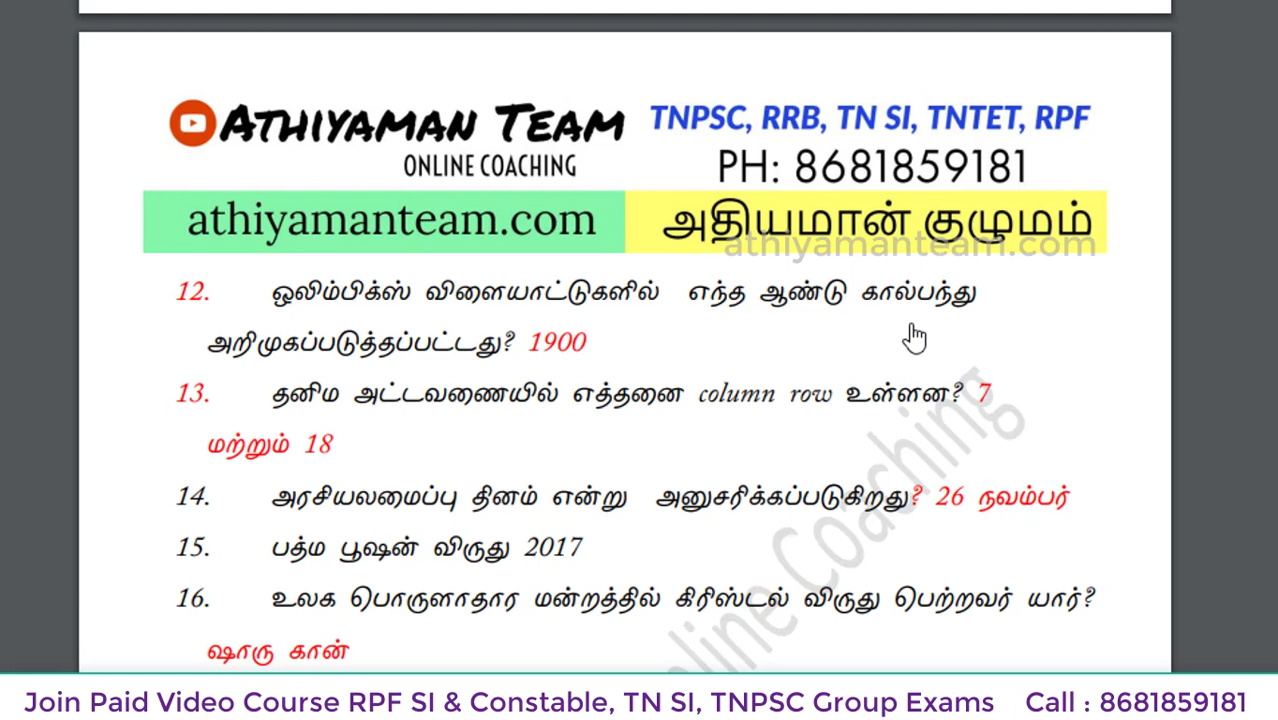 ATHIYAMAN TEAM
ONLINE COACHING
TNPSC, RRB, TN SI, TNTET, RPF
PH: 8681859181
athiyamanteam.com
அதியமான் குழுமம்
athiyamanteam.com
12. ஒலிம்பிக்ஸ் விளையாட்டுகளில் எந்த ஆண்டு கால்பந்து
அறிமுகப்படுத்தப்பட்டது? 1900
13. தனிம அட்டவணையில் எத்தனை column row உள்ளன? 7
மற்றும் 18
14. அரசியலமைப்பு தினம் என்று அனுசரிக்கப்படுகிறது? 26 நவம்பர்
15. பத்ம பூஷன் விருது 2017
16. உலக பொருளாதார மன்றத்தில் கிரிஸ்டல் விருது பெற்றவர் யார்?
ஷாரு கான்
nline Coaching
Join Paid Video Course RPF SI & Constable, TN SI, TNPSC Group Exams Call : 8681859181